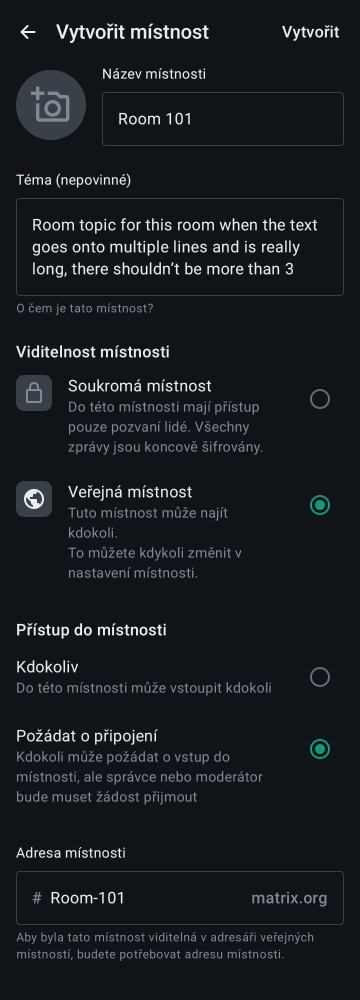 Vytvořit místnost
Vytvořit
Název místnosti
Room 101
Téma (nepovinné)
Room topic for this room when the text
goes onto multiple lines and is really
long, there shouldn’t be more than 3
O čem je tato místnost?
Viditelnost místnosti
Soukromá místnost
Do této místnosti mají přístup
pouze pozvaní lidé. Všechny
zprávy jsou koncově šifrovány.
Veřejná místnost
Tuto místnost může najít
kdokoli.
To můžete kdykoli změnit v
nastavení místnosti.
Přístup do místnosti
Kdokoliv
Do této místnosti může vstoupit kdokoli
Požádat o připojení
Kdokoli může požádat o vstup do
místnosti, ale správce nebo moderátor
bude muset žádost přijmout
Adresa místnosti
# Room-101 matrix.org
Aby byla tato místnost viditelná v adresáři veřejných
místností, budete potřebovat adresu místnosti.